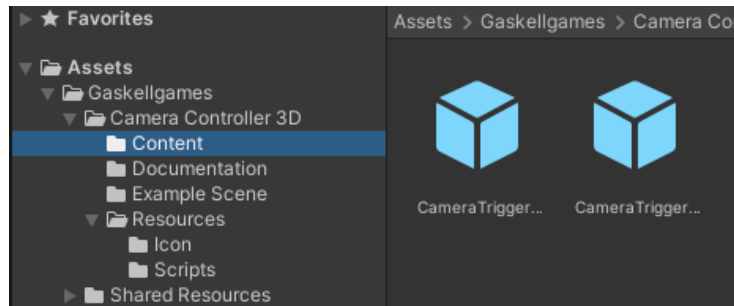 Favorites
Assets
Gaskellgames
Camera Controller 3D
Content
Documentation
Example Scene
Resources
Icon
Scripts
Shared Resources
Assets > Gaskellgames > Camera Co
CameraTrigger...
CameraTrigger...